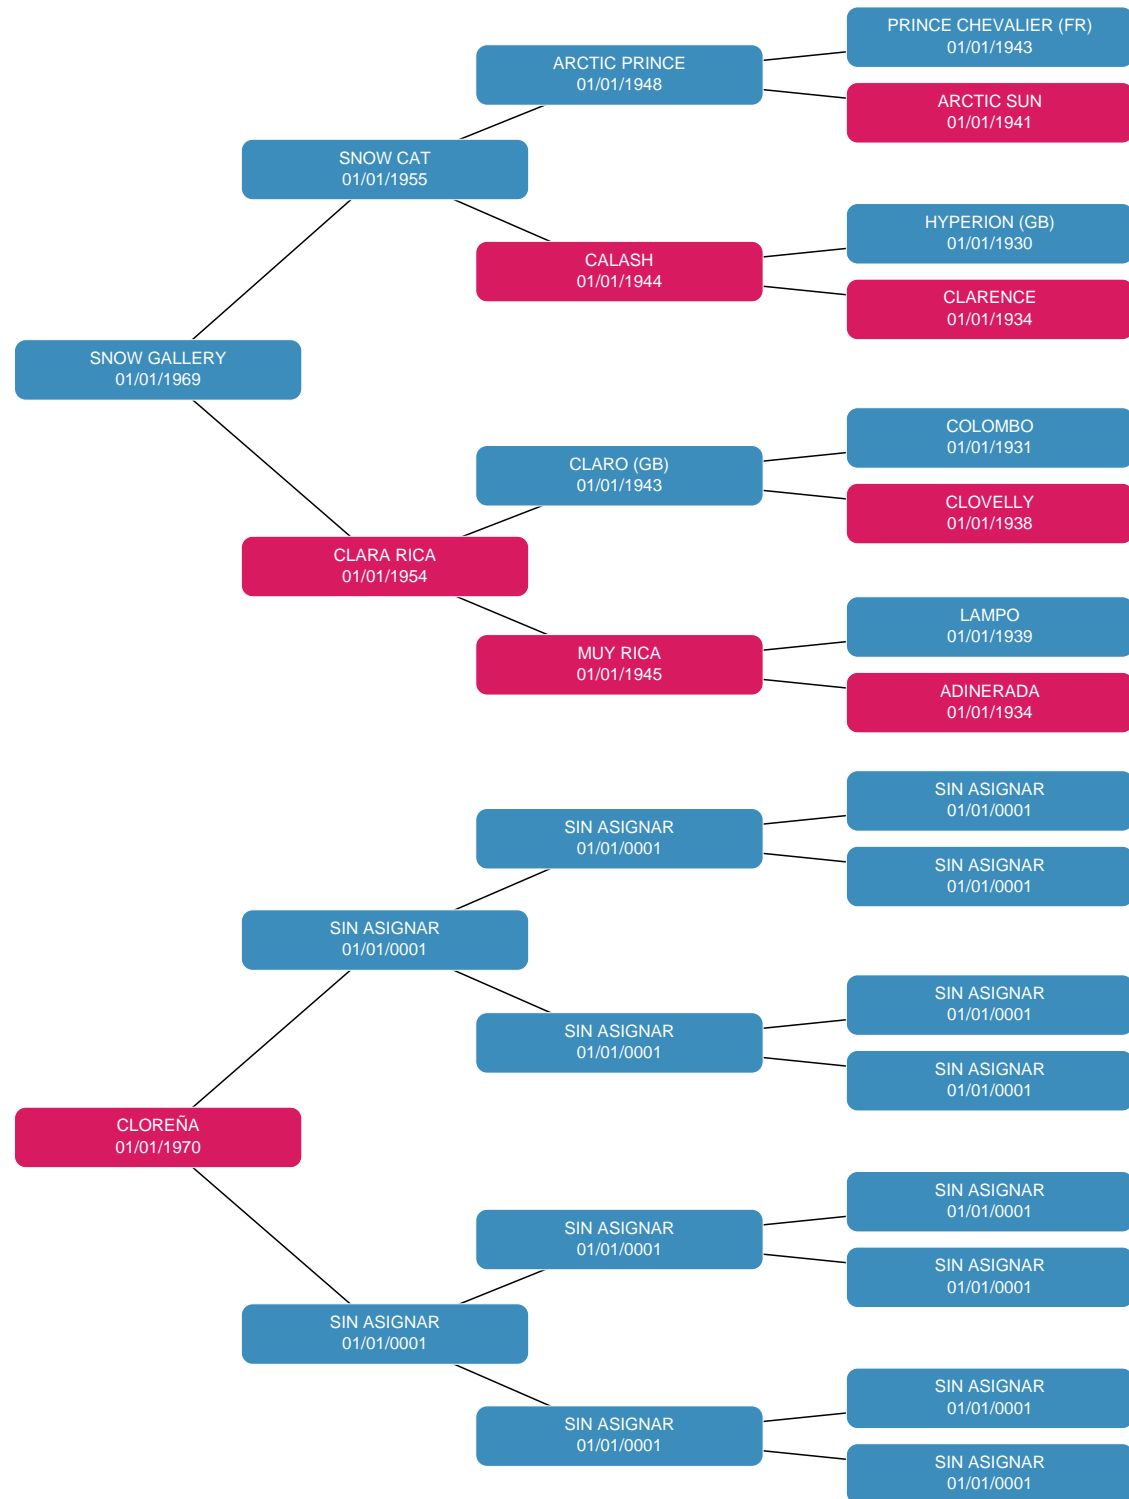 PRINCE CHEVALIER (FR)
01/01/1943
ARCTIC PRINCE
01/01/1948
ARCTIC SUN
01/01/1941
SNOW CAT
01/01/1955
HYPERION (GB)
01/01/1930
CALASH
01/01/1944
CLARENCE
01/01/1934
SNOW GALLERY
01/01/1969
COLOMBO
01/01/1931
CLARO (GB)
01/01/1943
CLOVELLY
01/01/1938
CLARA RICA
01/01/1954
LAMPO
01/01/1939
MUY RICA
01/01/1945
ADINERADA
01/01/1934
SIN ASIGNAR
01/01/0001
SIN ASIGNAR
01/01/0001
SIN ASIGNAR
01/01/0001
SIN ASIGNAR
01/01/0001
SIN ASIGNAR
01/01/0001
SIN ASIGNAR
01/01/0001
SIN ASIGNAR
01/01/0001
CLOREÑA
01/01/1970
SIN ASIGNAR
01/01/0001
SIN ASIGNAR
01/01/0001
SIN ASIGNAR
01/01/0001
SIN ASIGNAR
01/01/0001
SIN ASIGNAR
01/01/0001
SIN ASIGNAR
01/01/0001
SIN ASIGNAR
01/01/0001